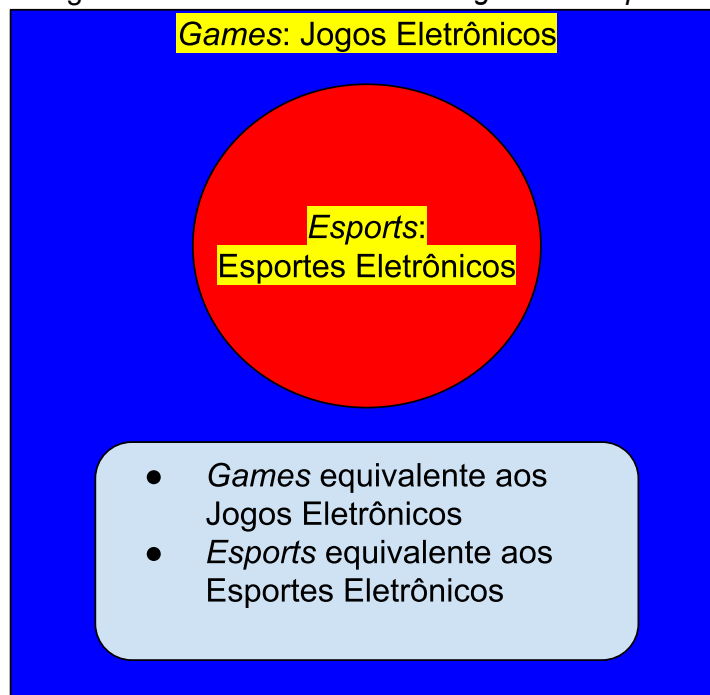 Games: Jogos Eletrônicos
Esports:
Esportes Eletrônicos
● Games equivalente aos
Jogos Eletrônicos
● Esports equivalente aos
Esportes Eletrônicos